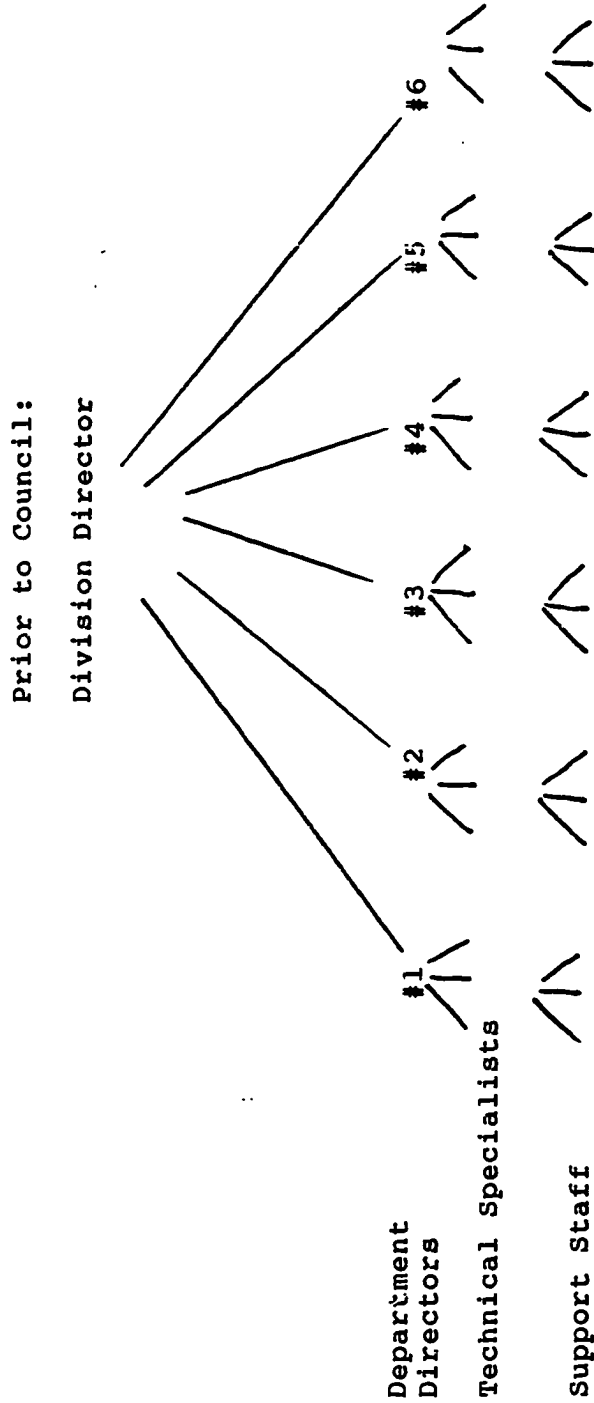 Prior to Council:
Division Director
#1 #2 #3 #4 #5 #6
Department
Directors
Technical Specialists
Support Staff